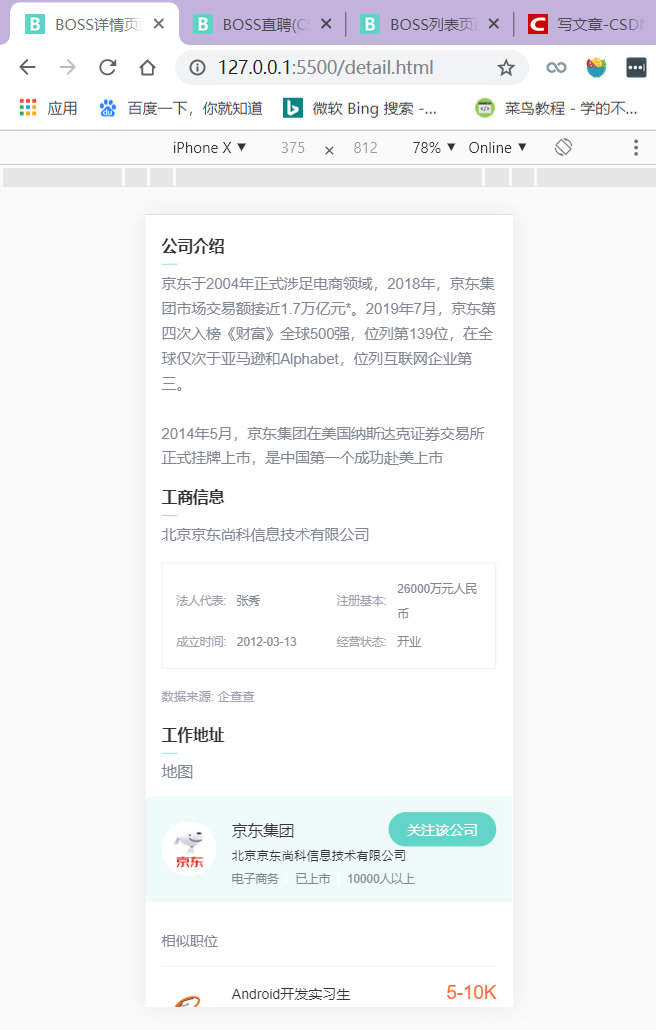 BOSS详情页 BOSS直聘(C BOSS列表页 写文章-CSD
127.0.0.1:5500/detail.html
应用 百度一下，你就知道 微软 Bing 搜索 -... 菜鸟教程 - 学的不...
iPhone X ▼ 375 × 812 78% ▼ Online ▼
公司介绍
京东于2004年正式涉足电商领域，2018年，京东集
团市场交易额接近1.7万亿元*。2019年7月，京东第
四次入榜《财富》全球500强，位列第139位，在全
球仅次于亚马逊和Alphabet，位列互联网企业第
三。
2014年5月，京东集团在美国纳斯达克证券交易所
正式挂牌上市，是中国第一个成功赴美上市
工商信息
北京京东尚科信息技术有限公司
法人代表: 张秀 注册基本: 26000万元人民
币
成立时间: 2012-03-13 经营状态: 开业
数据来源: 企查查
工作地址
地图
京东集团 关注该公司
京东 北京京东尚科信息技术有限公司
电子商务 已上市 10000人以上
相似职位
Android开发实习生 5-10K